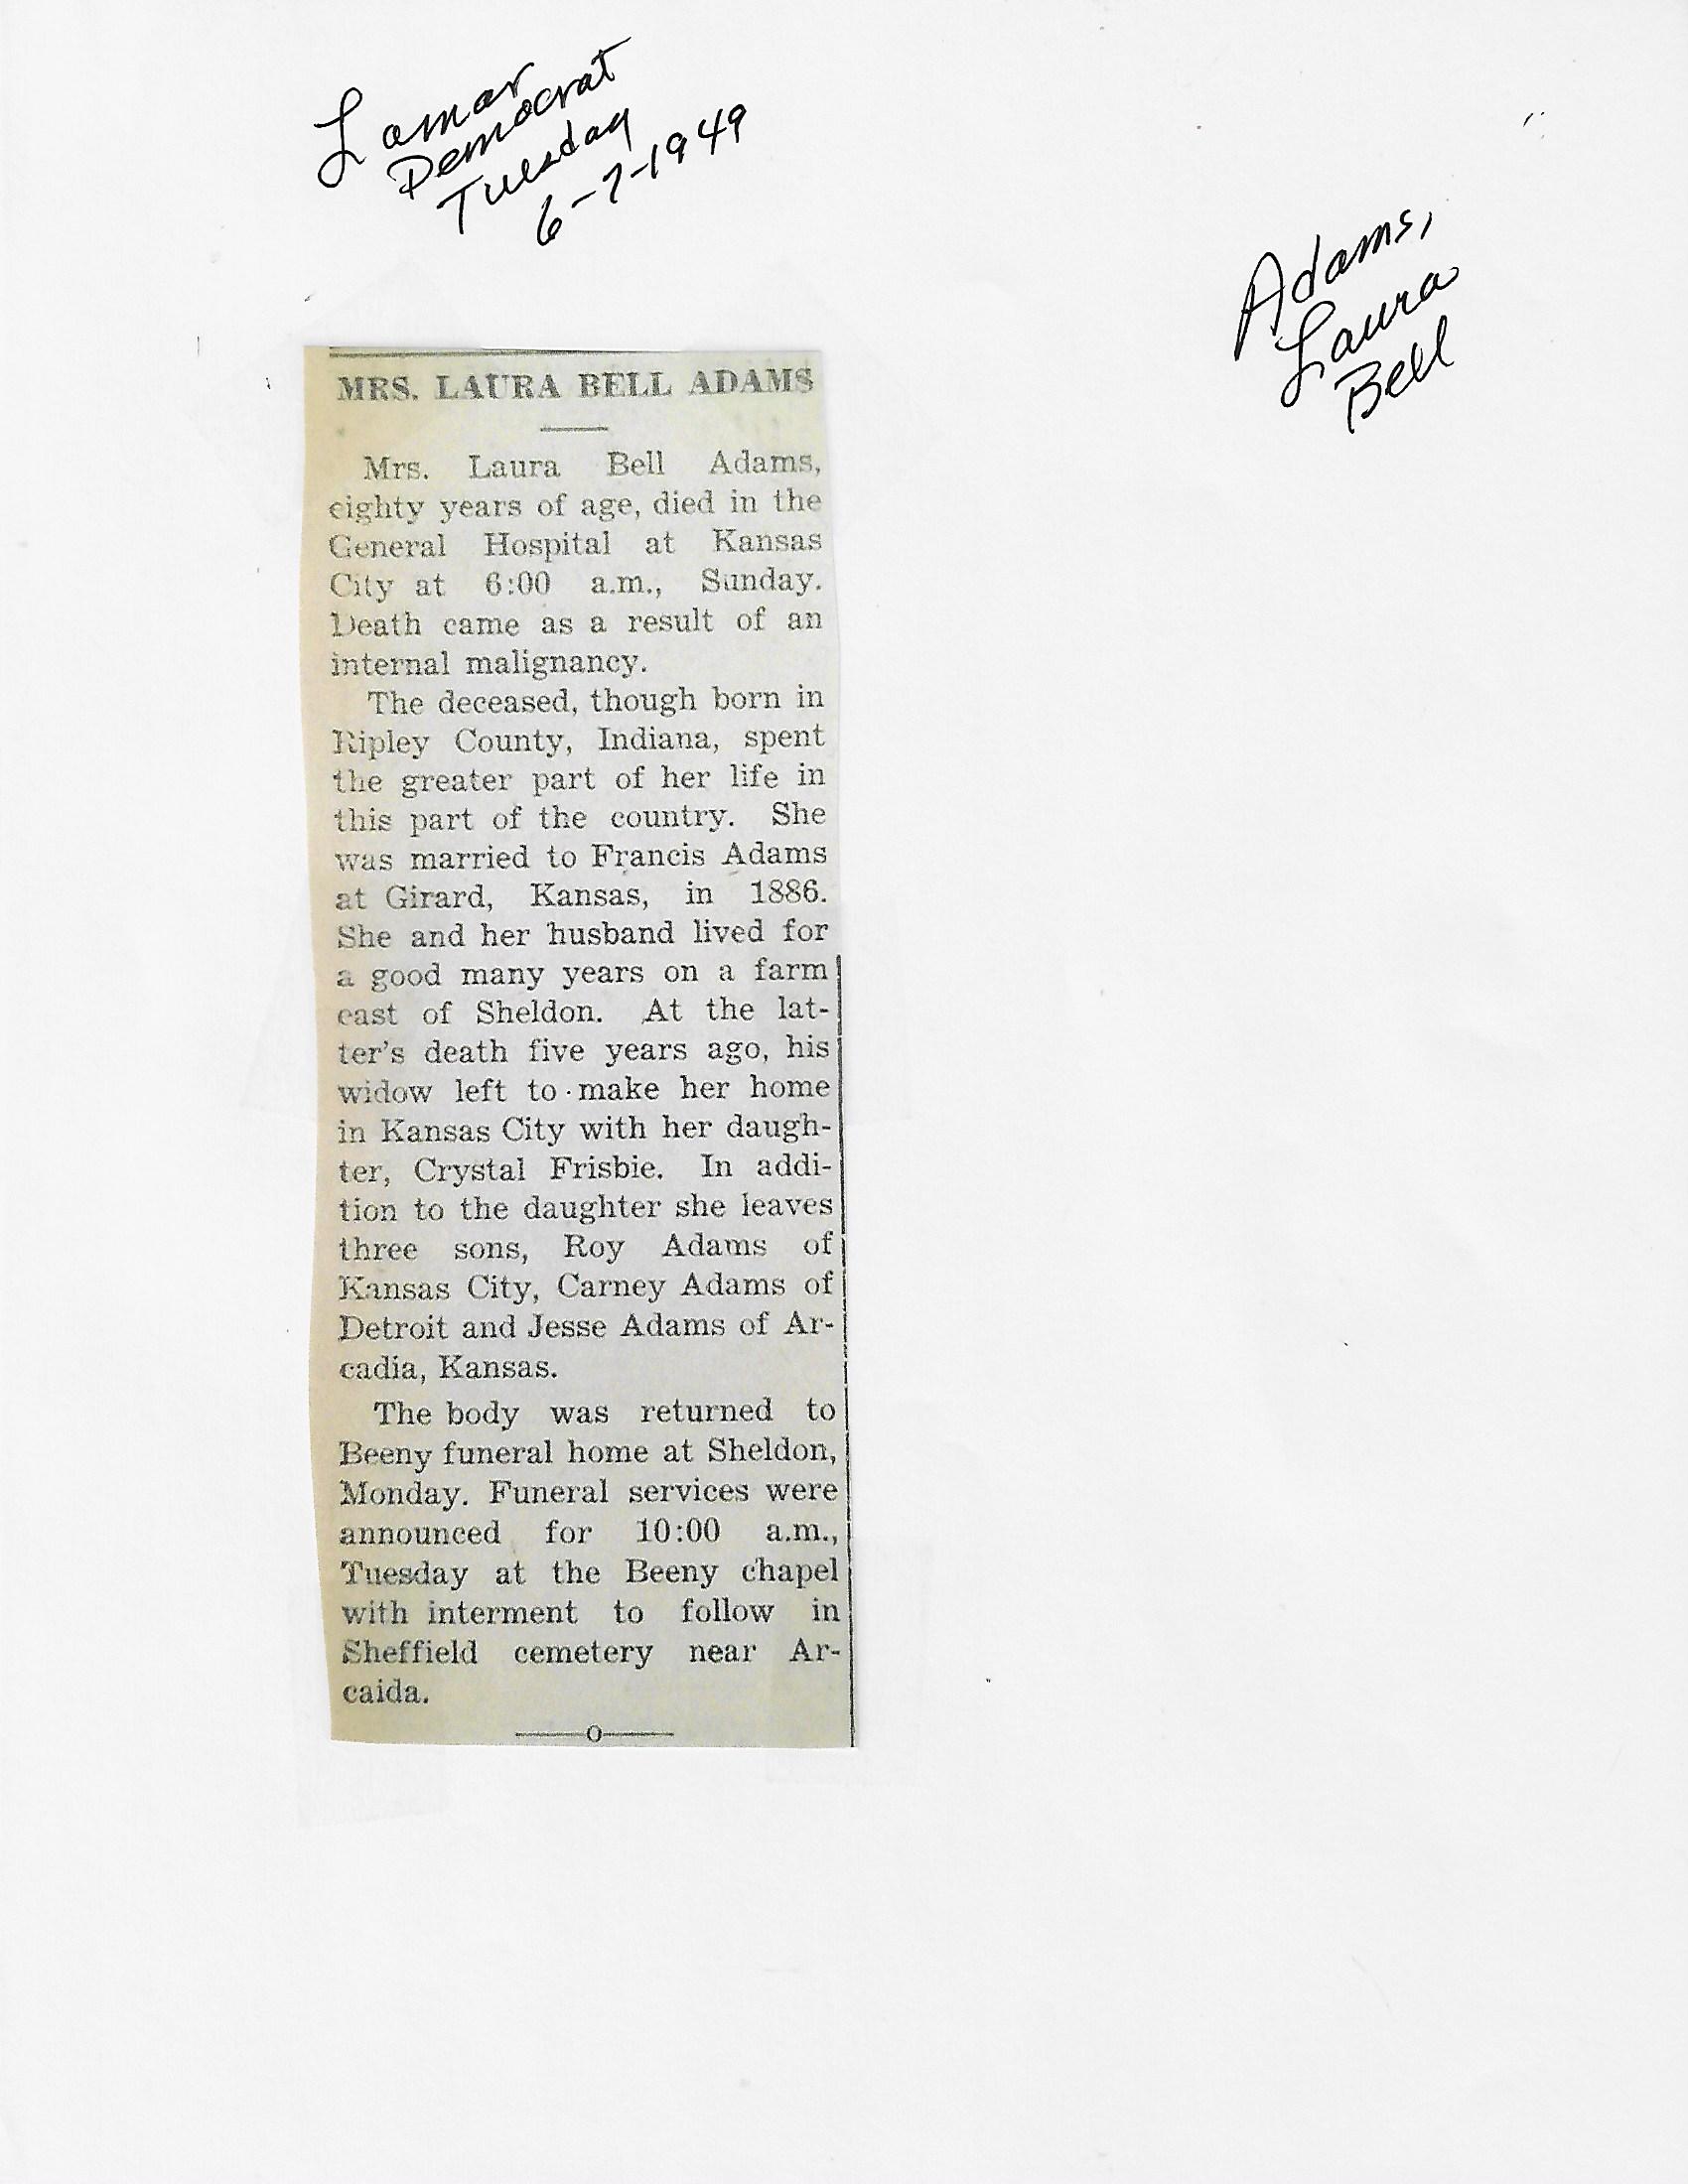 Lamar
Democrat
Tuesday
6-7-1949
Adams,
Laura
Bell
MRS. LAURA BELL ADAMS
Mrs. Laura Bell Adams,
eighty years of age, died in the
General Hospital at Kansas
City at 6:00 a.m., Sunday.
Death came as a result of an
internal malignancy.
The deceased, though born in
Ripley County, Indiana, spent
the greater part of her life in
this part of the country. She
was married to Francis Adams
at Girard, Kansas, in 1886.
She and her husband lived for
a good many years on a farm
east of Sheldon. At the lat-
ter's death five years ago, his
widow left to make her home
in Kansas City with her daugh-
ter, Crystal Frisbie. In addi-
tion to the daughter she leaves
three sons, Roy Adams of
Kansas City, Carney Adams of
Detroit and Jesse Adams of Ar-
cadia, Kansas.
The body was returned to
Beeny funeral home at Sheldon,
Monday. Funeral services were
announced for 10:00 a.m.,
Tuesday at the Beeny chapel
with interment to follow in
Sheffield cemetery near Ar-
caida.
———O———